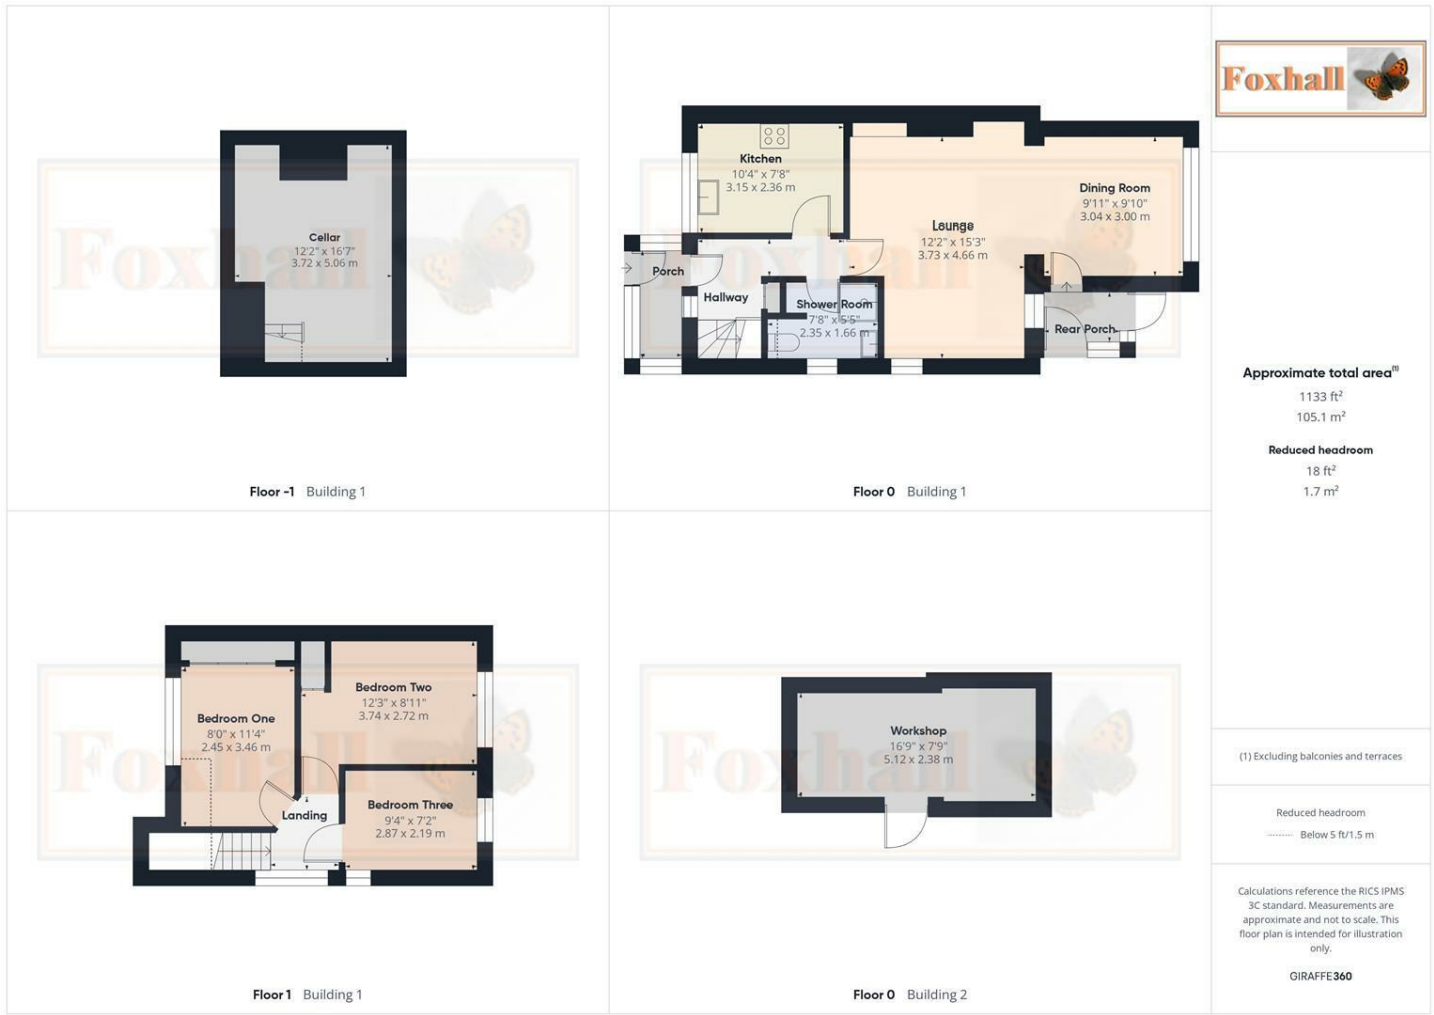 Foxhall
Cellar
12'2" x 16'7"
3.72 x 5.06 m
Floor -1 Building 1
Foxhall
Kitchen
10'4" x 7'8"
3.15 x 2.36 m
Dining Room
9'11" x 9'10"
3.04 x 3.00 m
Lounge
12'2" x 15'3"
3.73 x 4.66 m
Porch
Hallway
Shower Room
7'8" x 5'5"
2.35 x 1.66 m
Rear Porch
Floor 0 Building 1
Foxhall
Bedroom Two
12'3" x 8'11"
3.74 x 2.72 m
Bedroom One
8'0" x 11'4"
2.45 x 3.46 m
Bedroom Three
9'4" x 7'2"
2.87 x 2.19 m
Landing
Floor 1 Building 1
Foxhall
Workshop
16'9" x 7'9"
5.12 x 2.38 m
Floor 0 Building 2
Foxhall
Approximate total area(1)
1133 ft²
105.1 m²
Reduced headroom
18 ft²
1.7 m²
(1) Excluding balconies and terraces
Reduced headroom
Below 5 ft/1.5 m
Calculations reference the RICS IPMS
3C standard. Measurements are
approximate and not to scale. This
floor plan is intended for illustration
only.
GIRAFFE360